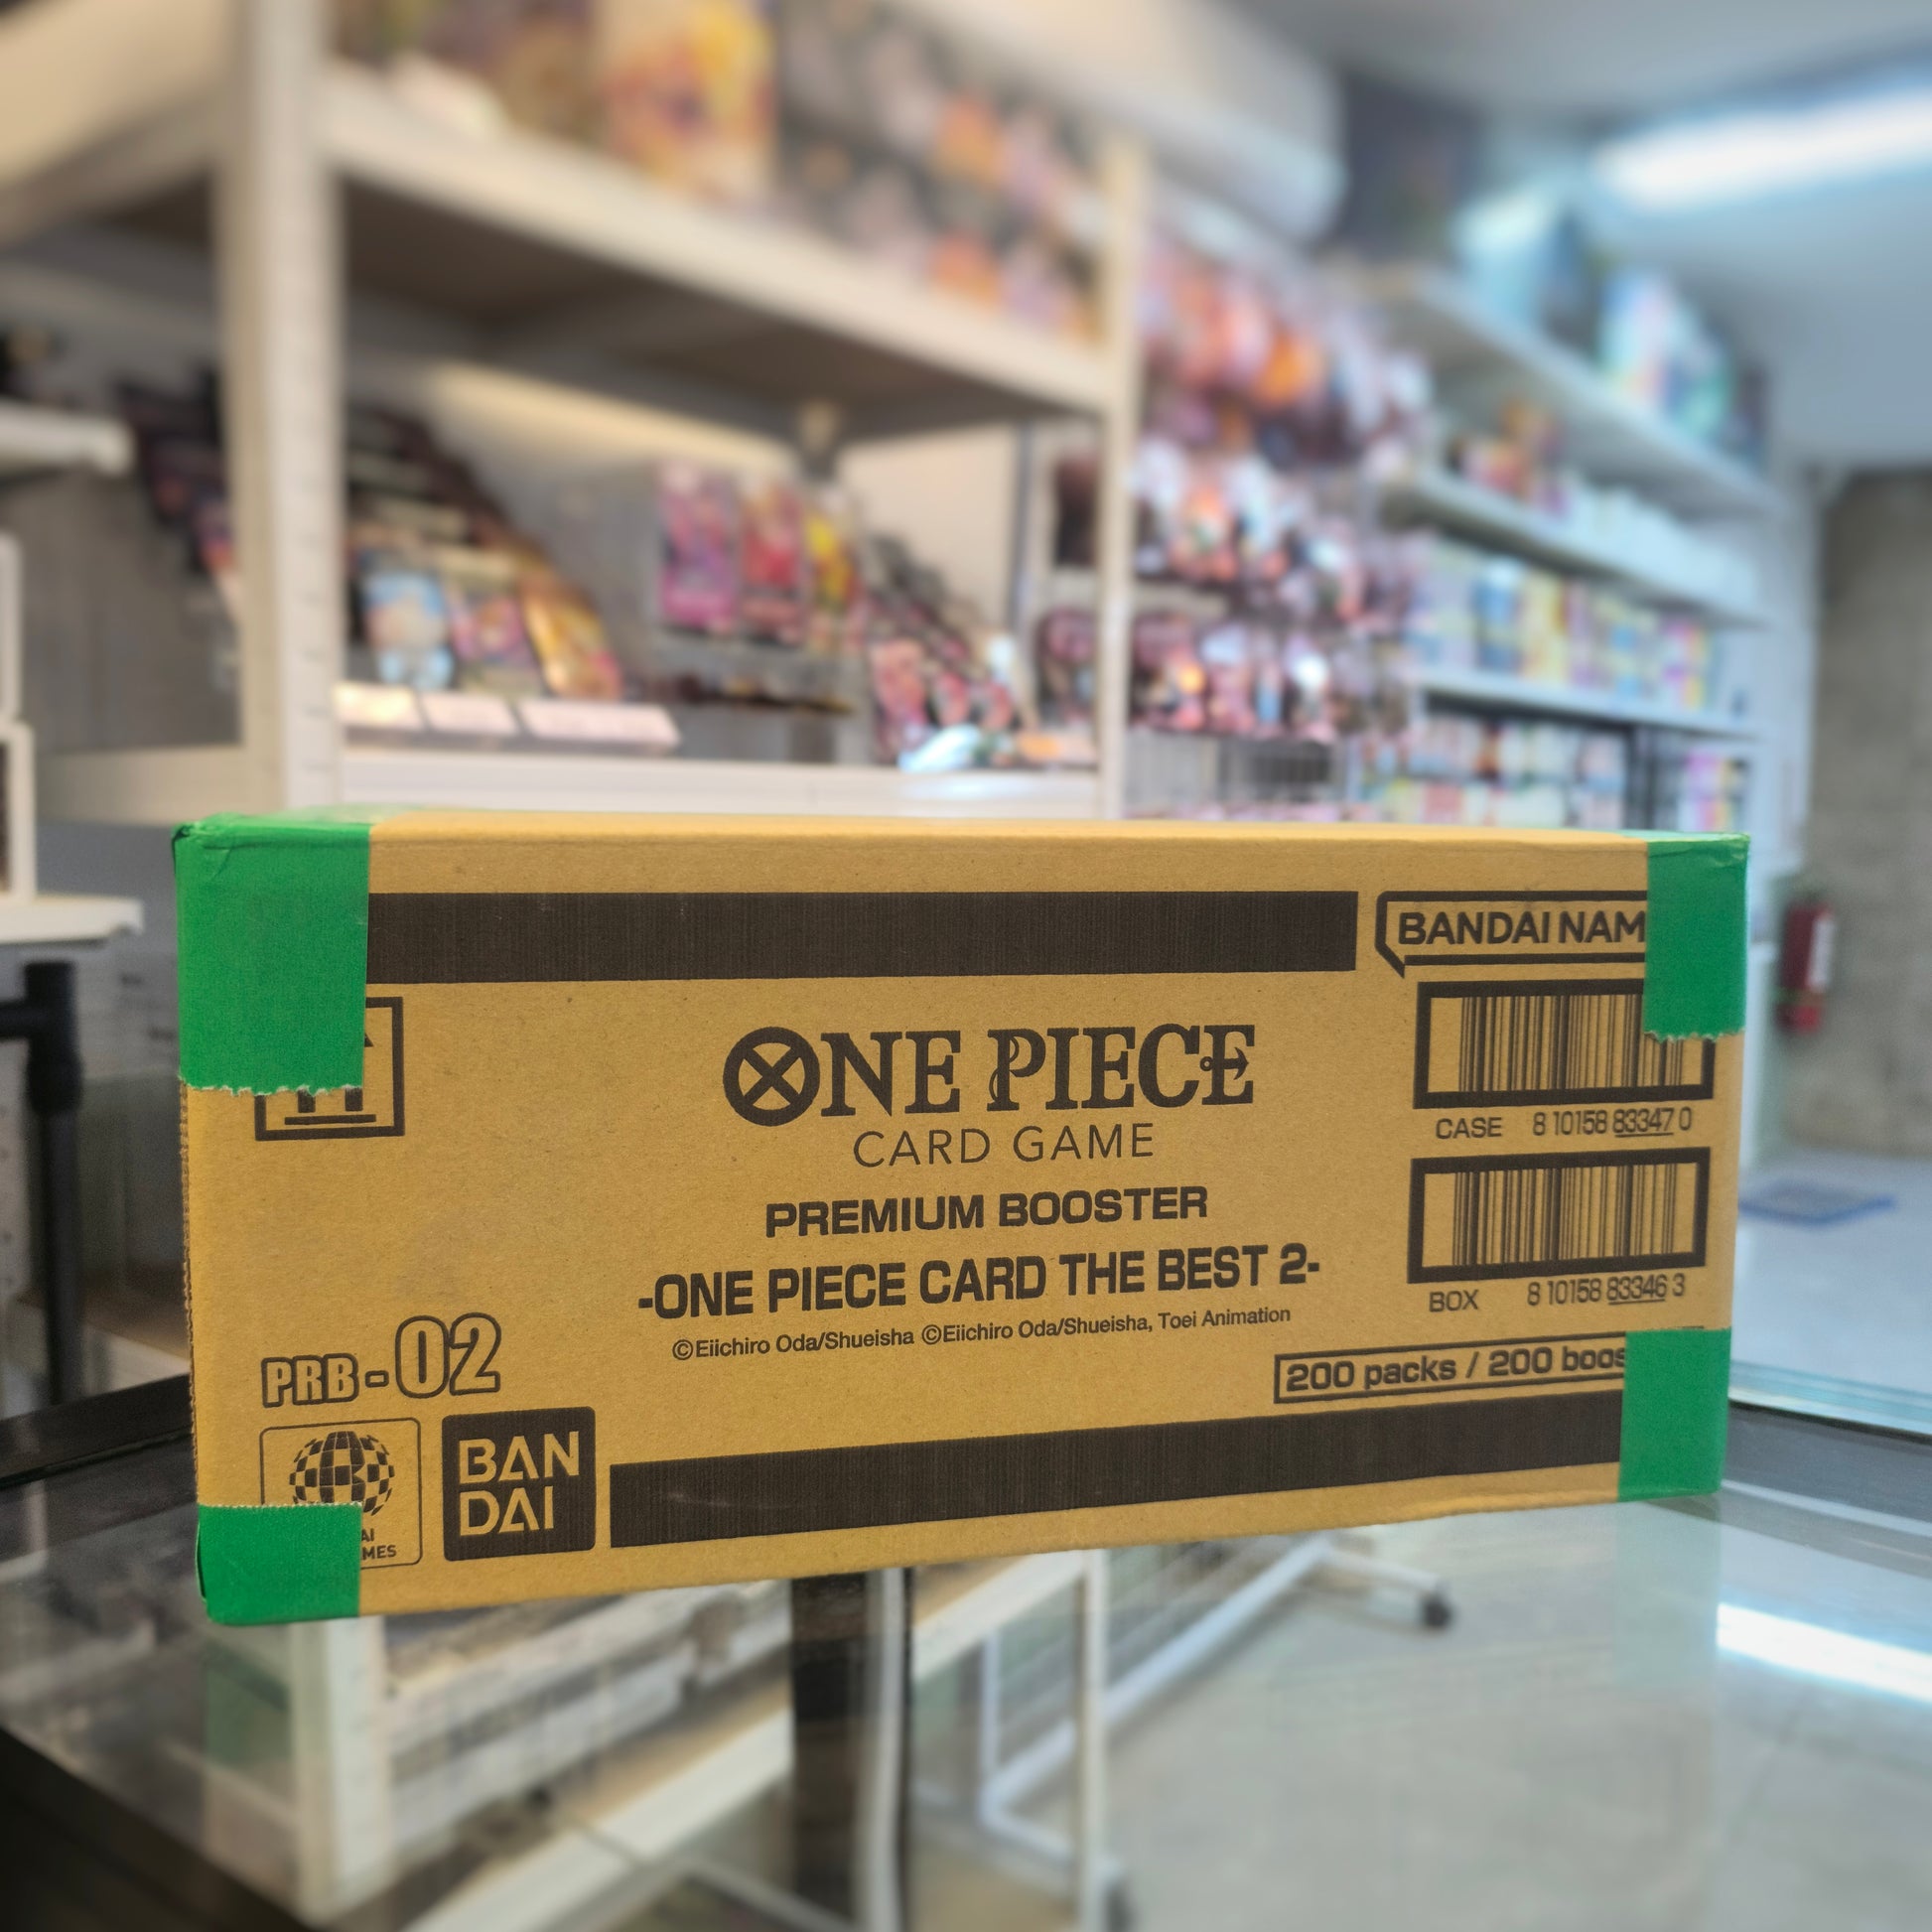 BANDAI NAM
ONE PIECE
CARD GAME
CASE 8 10158 83347 0
PREMIUM BOOSTER
-ONE PIECE CARD THE BEST 2-
BOX 8 10158 83346 3
©Eiichiro Oda/Shueisha ©Eiichiro Oda/Shueisha, Toei Animation
PRB-02
200 packs / 200 boos
BAN
DAI
AI
MES